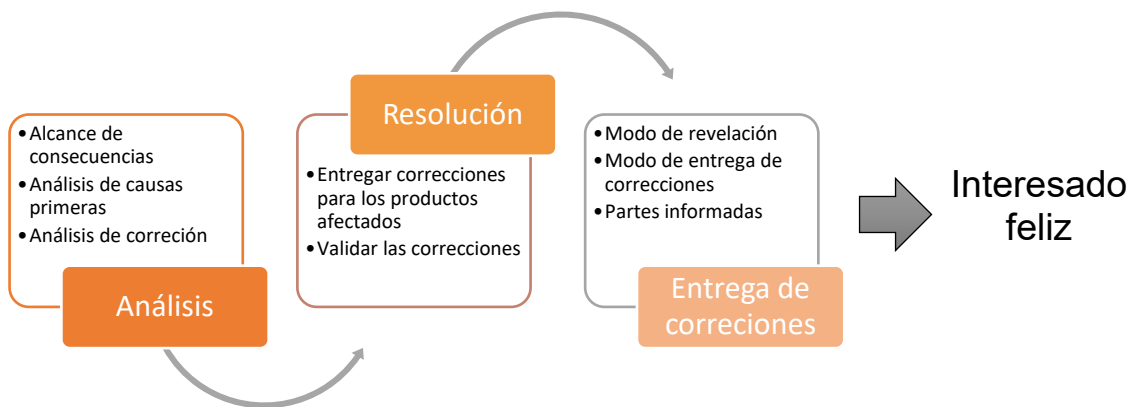 • Alcance de
consecuencias
• Análisis de causas
primeras
• Análisis de correción
Análisis
Resolución
• Entregar correcciones
para los productos
afectados
• Validar las correcciones
• Modo de revelación
• Modo de entrega de
correcciones
• Partes informadas
Entrega de
correciones
Interesado
feliz